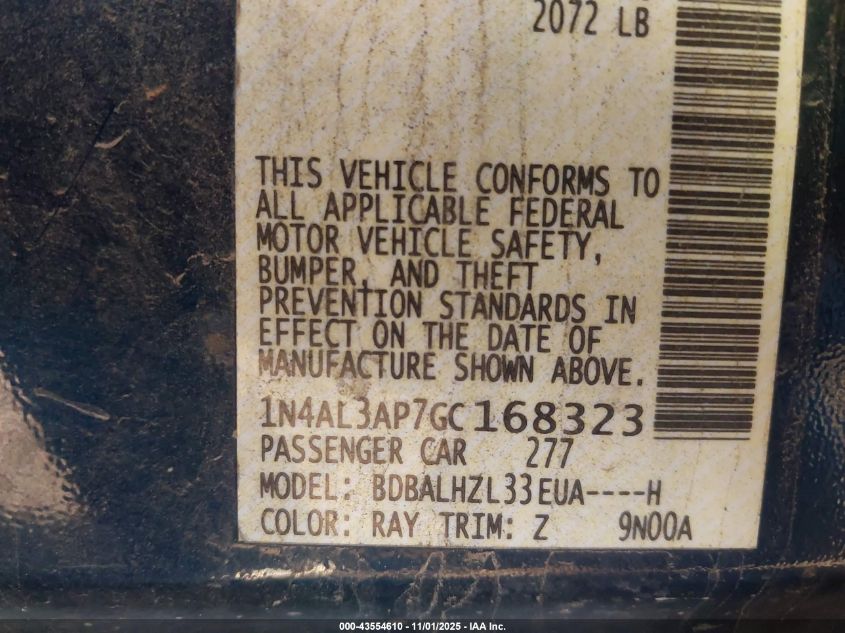 2072 LB
THIS VEHICLE CONFORMS TO
ALL APPLICABLE FEDERAL
MOTOR VEHICLE SAFETY,
BUMPER, AND THEFT
PREVENTION STANDARDS IN
EFFECT ON THE DATE OF
MANUFACTURE SHOWN ABOVE.
1N4AL3AP7GC168323
PASSENGER CAR 277
MODEL: BDBALHZL33EUA----H
COLOR: RAY TRIM: Z 9N00A
000-43554610 - 11/01/2025 - IAA Inc.